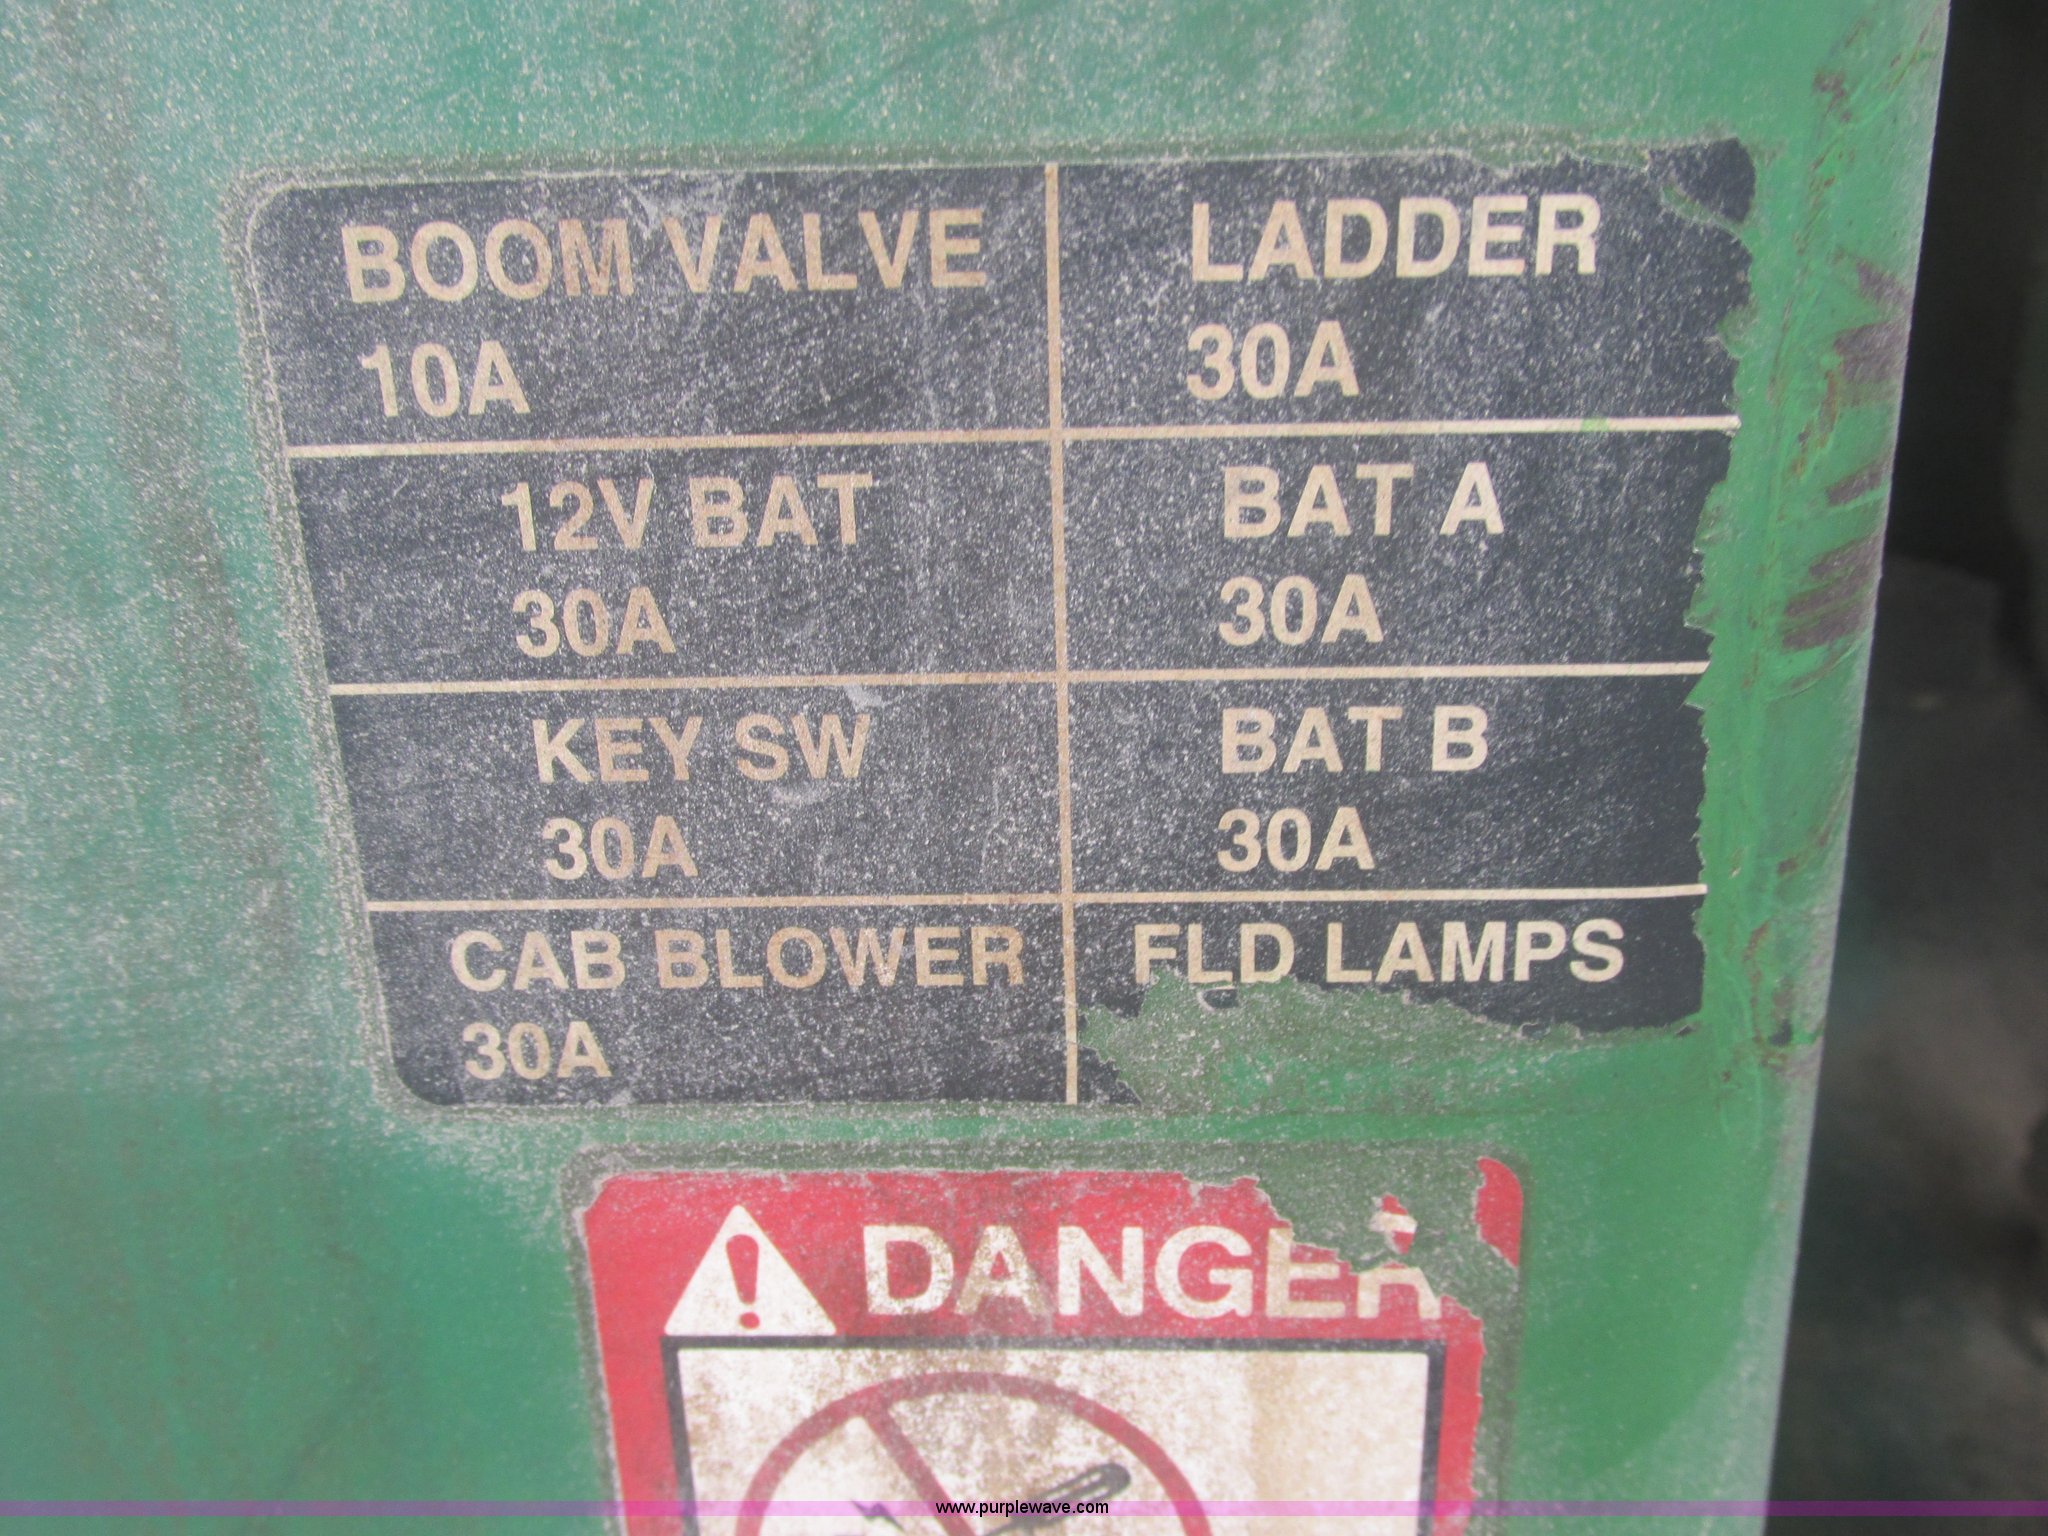 BOOM VALVE
10A
LADDER
30A
12V BAT
30A
BAT A
30A
KEY SW
30A
BAT B
30A
CAB BLOWER
30A
FLD LAMPS
DANGER
www.purplewave.com